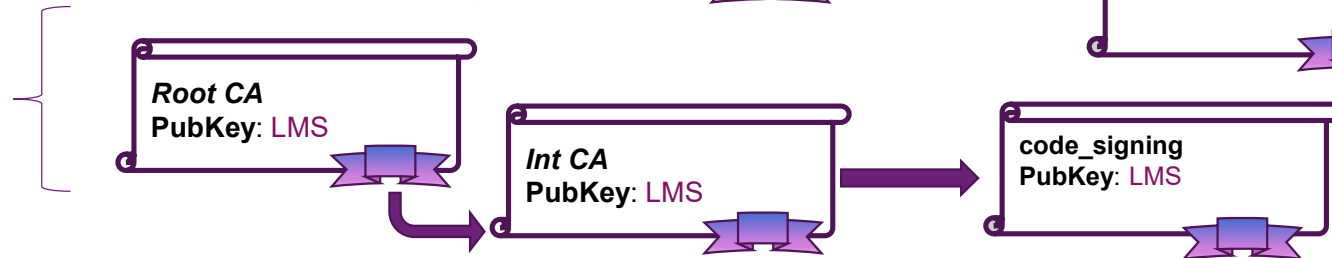 Root CA
PubKey: LMS
Int CA
PubKey: LMS
code_signing
PubKey: LMS